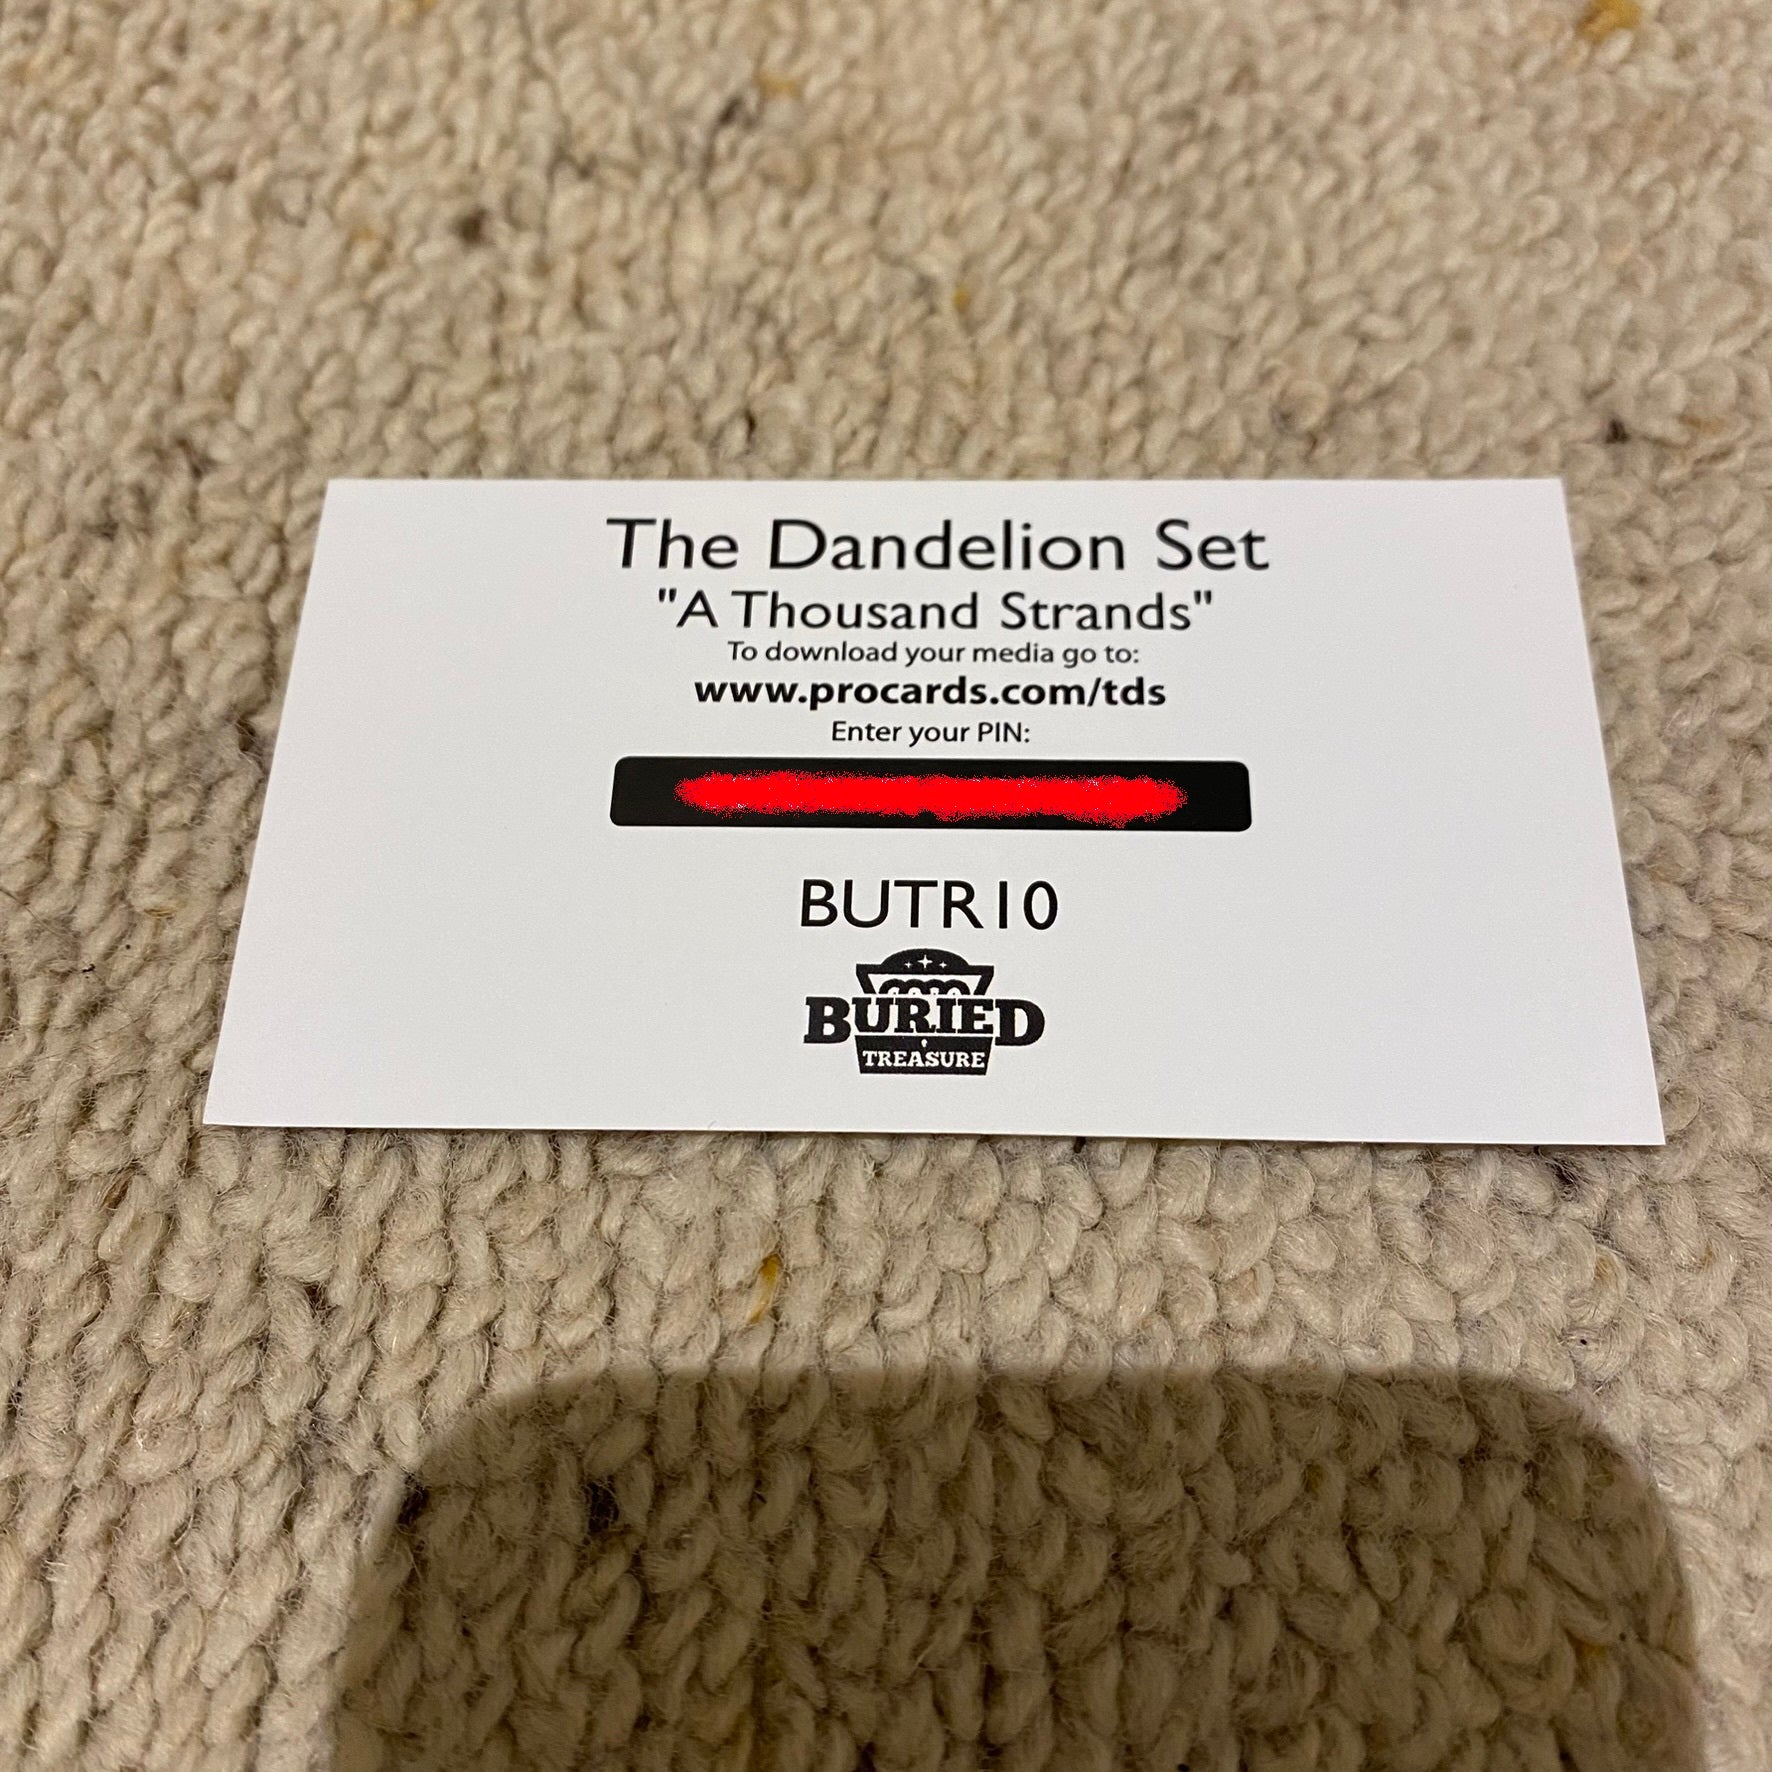 The Dandelion Set
"A Thousand Strands"
To download your media go to:
www.procards.com/tds
Enter your PIN:
BUTR10
BURIED
TREASURE